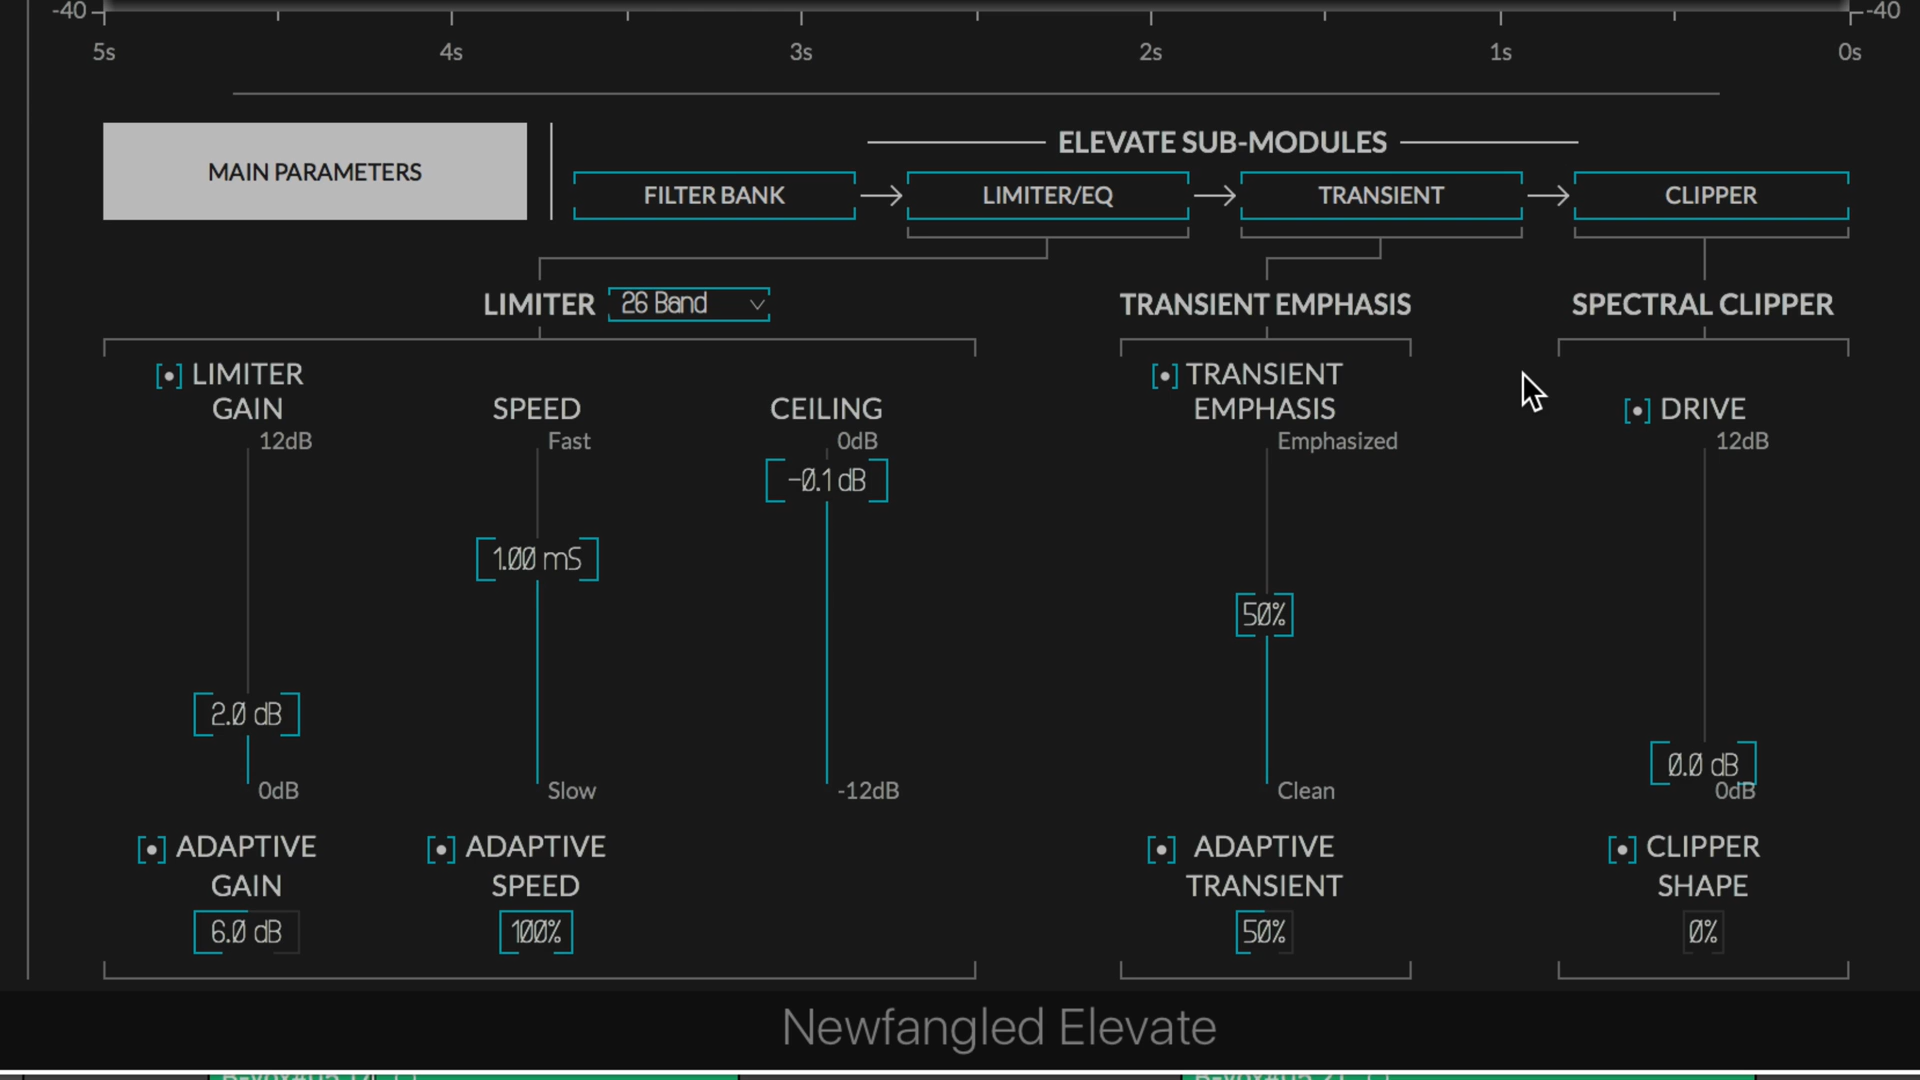 -40 -40
5s 4s 3s 2s 1s 0s
MAIN PARAMETERS
ELEVATE SUB-MODULES
FILTER BANK LIMITER/EQ TRANSIENT CLIPPER
LIMITER 26 Band TRANSIENT EMPHASIS SPECTRAL CLIPPER
LIMITER TRANSIENT
GAIN SPEED CEILING EMPHASIS DRIVE
12dB Fast 0dB Emphasized 12dB
-0.1 dB
1.00 mS
50%
2.0 dB
0.0 dB
0dB Slow -12dB Clean 0dB
ADAPTIVE ADAPTIVE ADAPTIVE CLIPPER
GAIN SPEED TRANSIENT SHAPE
6.0 dB 100% 50% 0%
Newfangled Elevate